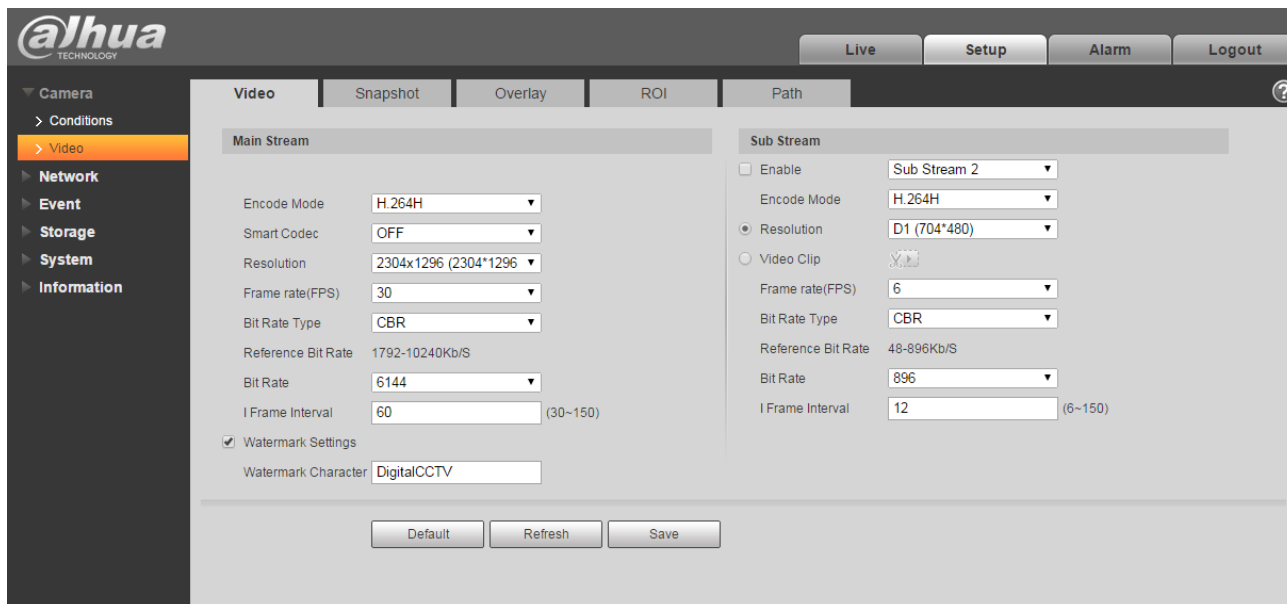 alhua
TECHNOLOGY
Live
Setup
Alarm
Logout
?
Camera
Conditions
Video
Network
Event
Storage
System
Information
Video
Snapshot
Overlay
ROI
Path
Main Stream
Encode Mode H.264H
Smart Codec OFF
Resolution 2304x1296 (2304*1296
Frame rate(FPS) 30
Bit Rate Type CBR
Reference Bit Rate 1792-10240Kb/S
Bit Rate 6144
I Frame Interval 60 (30~150)
Watermark Settings
Watermark Character DigitalCCTV
Sub Stream
Enable Sub Stream 2
Encode Mode H.264H
Resolution D1 (704*480)
Video Clip
Frame rate(FPS) 6
Bit Rate Type CBR
Reference Bit Rate 48-896Kb/S
Bit Rate 896
I Frame Interval 12 (6~150)
Default
Refresh
Save